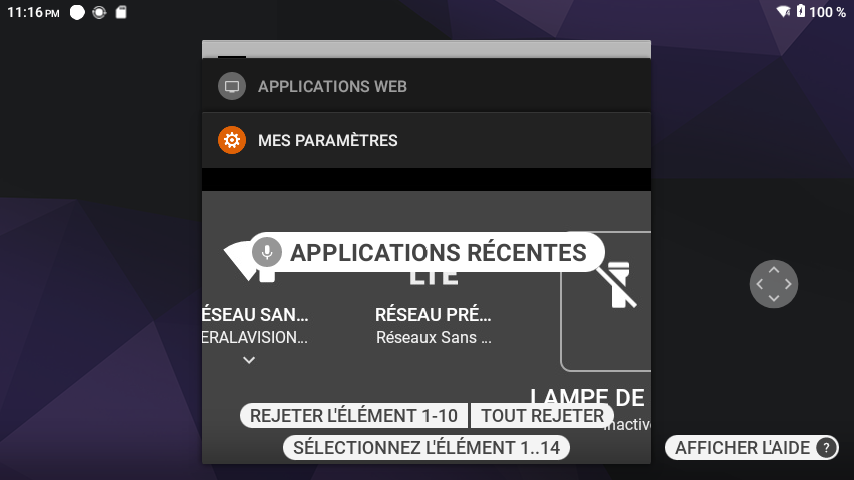 11:16 PM
100 %
APPLICATIONS WEB
MES PARAMÈTRES
APPLICATIONS RÉCENTES
LTE
ÉSEAU SAN... RÉSEAU PRÉ...
ERALAVISION... Réseaux Sans ...
LAMPE DE
Inactive
REJETER L'ÉLÉMENT 1-10 TOUT REJETER
SÉLECTIONNEZ L'ÉLÉMENT 1..14
AFFICHER L'AIDE ?